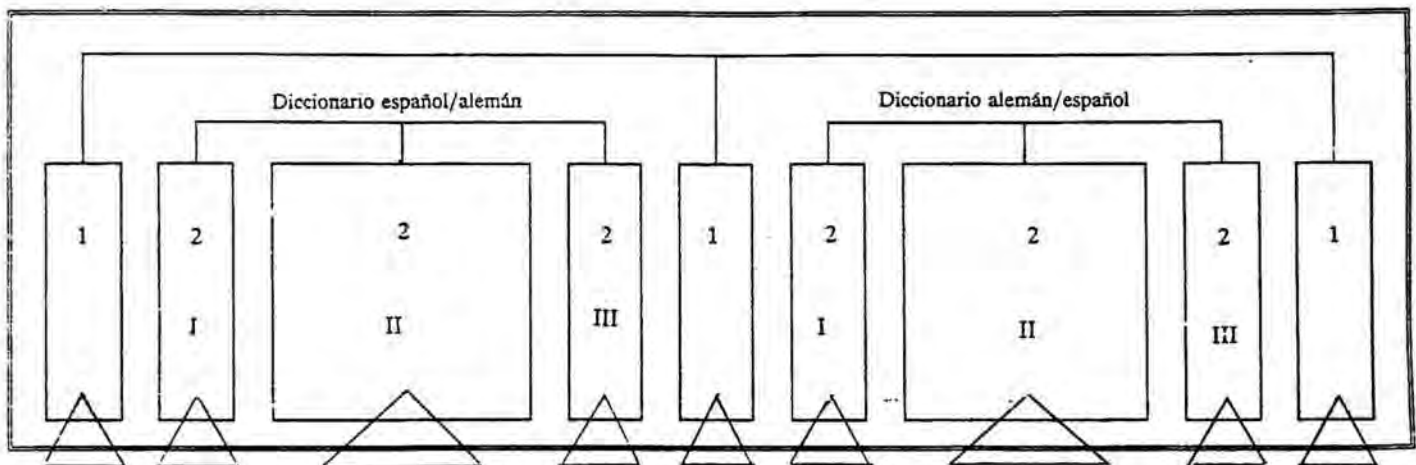 Diccionario español/alemán Diccionario alemán/español
1 2 2 2 1 2 2 2 1
I II III I II III